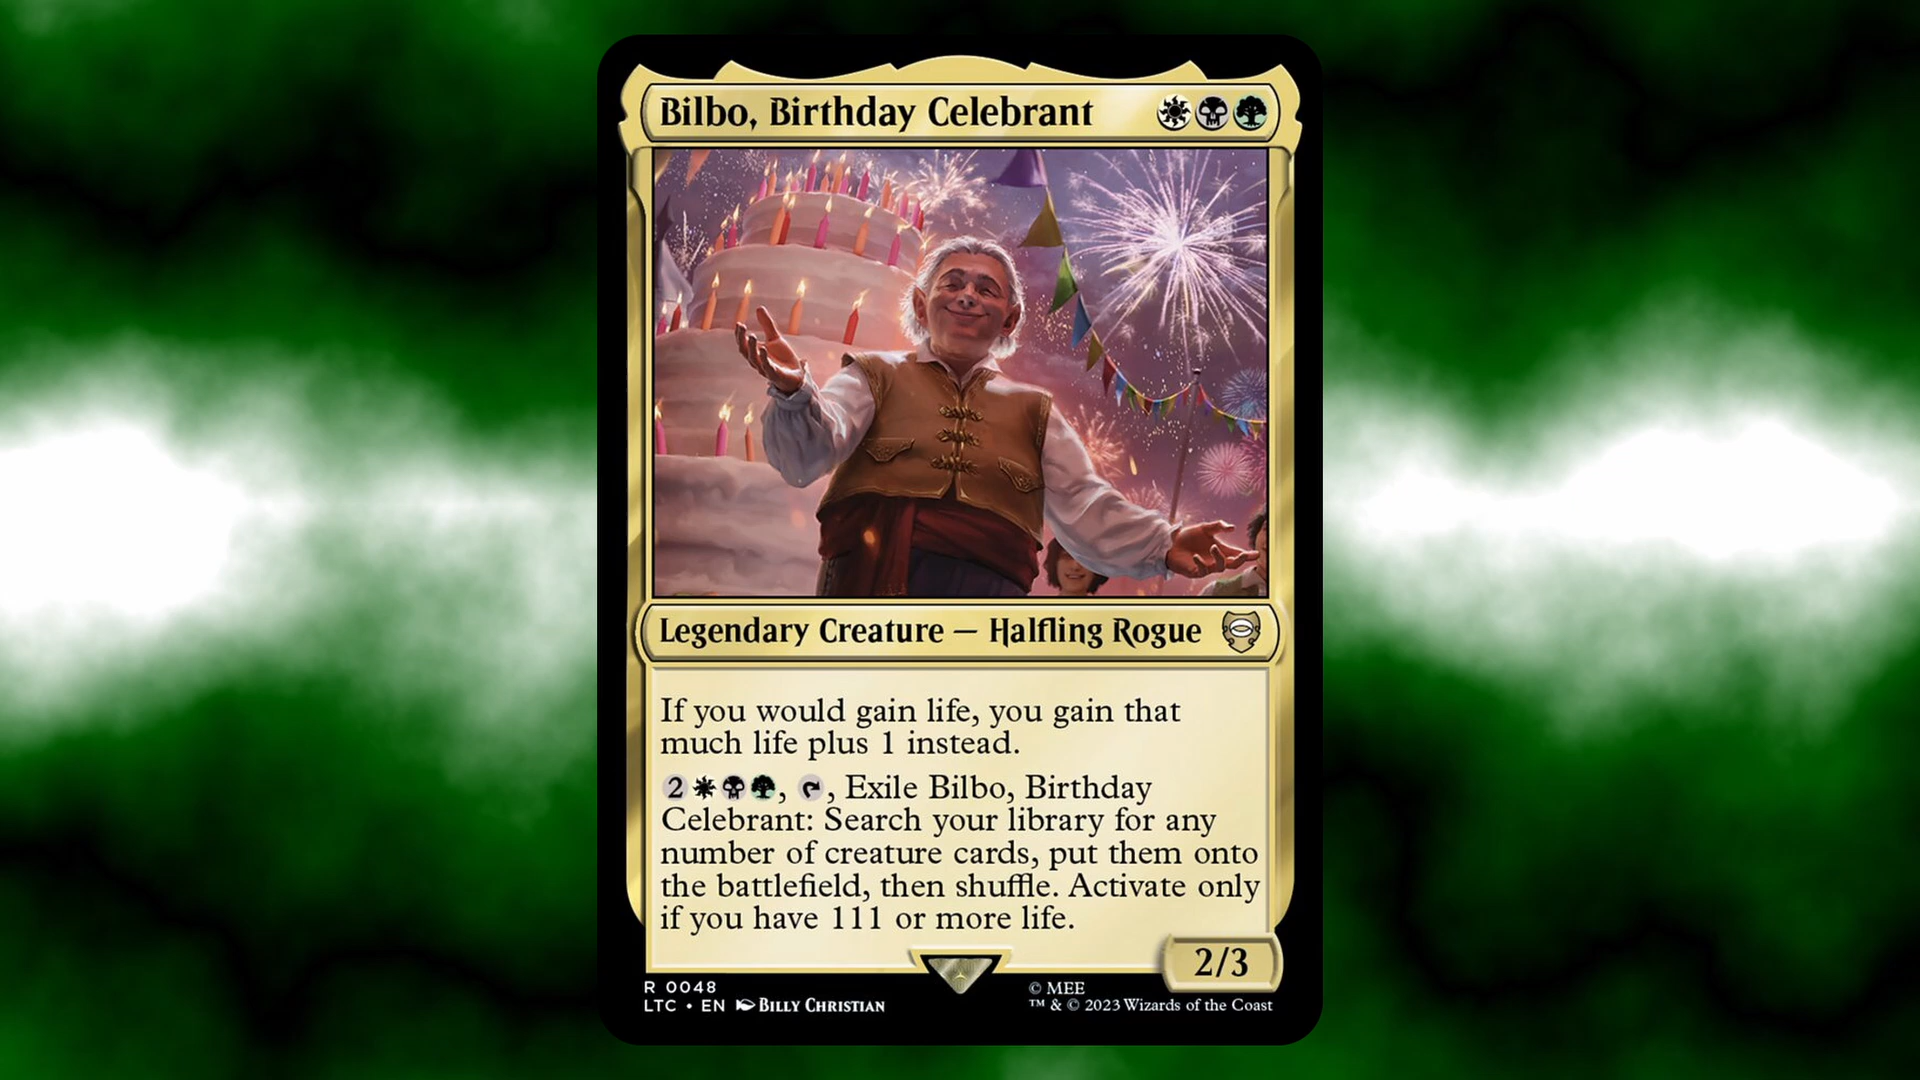 Bilbo, Birthday Celebrant
Legendary Creature — Halfling Rogue
If you would gain life, you gain that
much life plus 1 instead.
2, , Exile Bilbo, Birthday
Celebrant: Search your library for any
number of creature cards, put them onto
the battlefield, then shuffle. Activate only
if you have 111 or more life.
2/3
R 0048
LTC • EN BILLY CHRISTIAN
© MEE
™ & © 2023 Wizards of the Coast